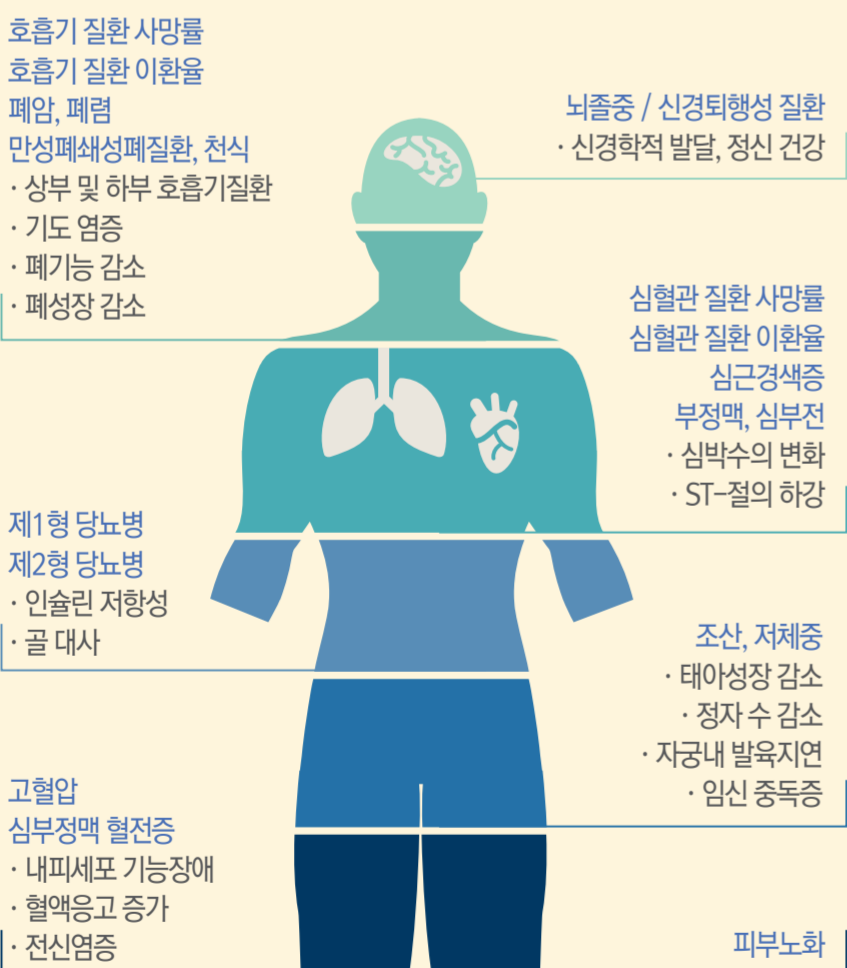 호흡기 질환 사망률
호흡기 질환 이환율
폐암, 폐렴
만성폐쇄성폐질환, 천식
· 상부 및 하부 호흡기질환
· 기도 염증
· 폐기능 감소
· 폐성장 감소
뇌졸중 / 신경퇴행성 질환
· 신경학적 발달, 정신 건강
심혈관 질환 사망률
심혈관 질환 이환율
심근경색증
부정맥, 심부전
· 심박수의 변화
· ST-절의 하강
제1형 당뇨병
제2형 당뇨병
· 인슐린 저항성
· 골 대사
조산, 저체중
· 태아성장 감소
· 정자 수 감소
· 자궁내 발육지연
· 임신 중독증
고혈압
심부정맥 혈전증
· 내피세포 기능장애
· 혈액응고 증가
· 전신염증
피부노화